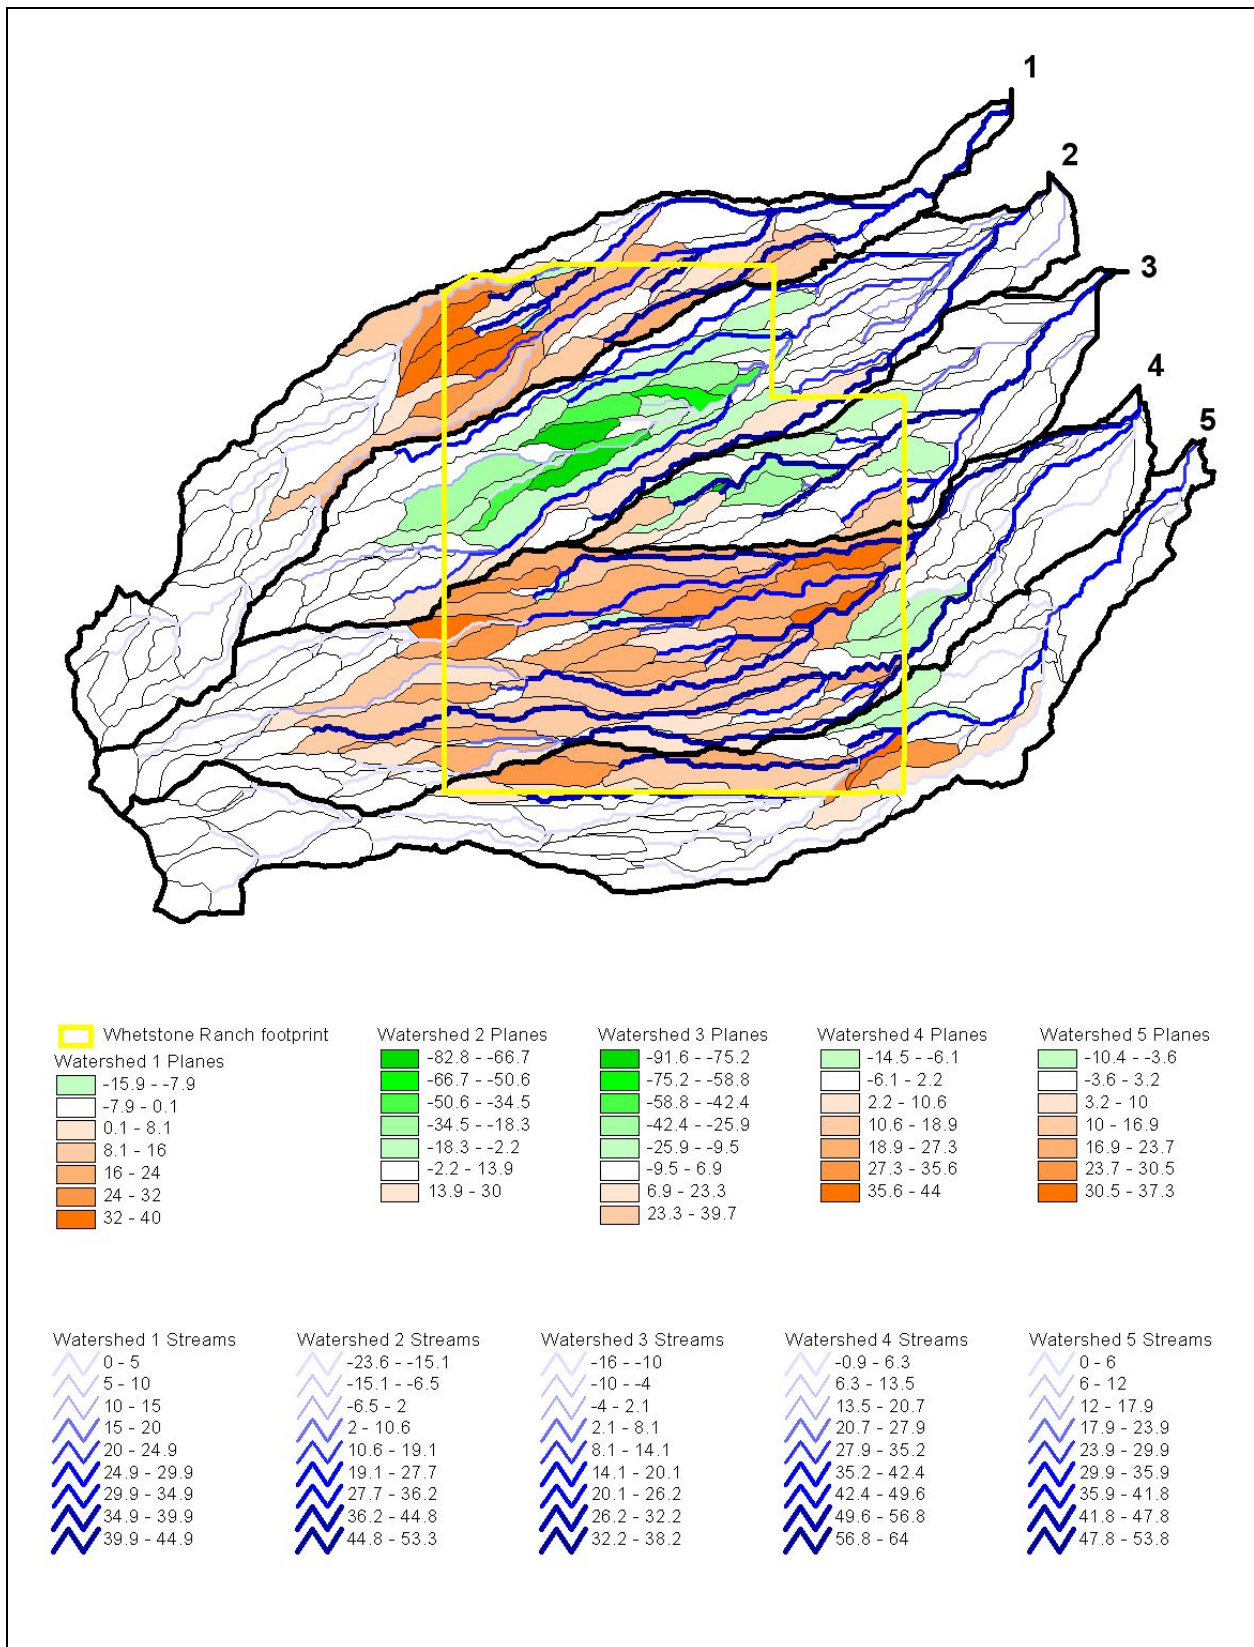 1
2
3
4
5
Whetstone Ranch footprint
Watershed 1 Planes
-15.9 - -7.9
-7.9 - 0.1
0.1 - 8.1
8.1 - 16
16 - 24
24 - 32
32 - 40
Watershed 2 Planes
-82.8 - -66.7
-66.7 - -50.6
-50.6 - -34.5
-34.5 - -18.3
-18.3 - -2.2
-2.2 - 13.9
13.9 - 30
Watershed 3 Planes
-91.6 - -75.2
-75.2 - -58.8
-58.8 - -42.4
-42.4 - -25.9
-25.9 - -9.5
-9.5 - 6.9
6.9 - 23.3
23.3 - 39.7
Watershed 4 Planes
-14.5 - -6.1
-6.1 - 2.2
2.2 - 10.6
10.6 - 18.9
18.9 - 27.3
27.3 - 35.6
35.6 - 44
Watershed 5 Planes
-10.4 - -3.6
-3.6 - 3.2
3.2 - 10
10 - 16.9
16.9 - 23.7
23.7 - 30.5
30.5 - 37.3
Watershed 1 Streams
0 - 5
5 - 10
10 - 15
15 - 20
20 - 24.9
24.9 - 29.9
29.9 - 34.9
34.9 - 39.9
39.9 - 44.9
Watershed 2 Streams
-23.6 - -15.1
-15.1 - -6.5
-6.5 - 2
2 - 10.6
10.6 - 19.1
19.1 - 27.7
27.7 - 36.2
36.2 - 44.8
44.8 - 53.3
Watershed 3 Streams
-16 - -10
-10 - -4
-4 - 2.1
2.1 - 8.1
8.1 - 14.1
14.1 - 20.1
20.1 - 26.2
26.2 - 32.2
32.2 - 38.2
Watershed 4 Streams
-0.9 - 6.3
6.3 - 13.5
13.5 - 20.7
20.7 - 27.9
27.9 - 35.2
35.2 - 42.4
42.4 - 49.6
49.6 - 56.8
56.8 - 64
Watershed 5 Streams
0 - 6
6 - 12
12 - 17.9
17.9 - 23.9
23.9 - 29.9
29.9 - 35.9
35.9 - 41.8
41.8 - 47.8
47.8 - 53.8